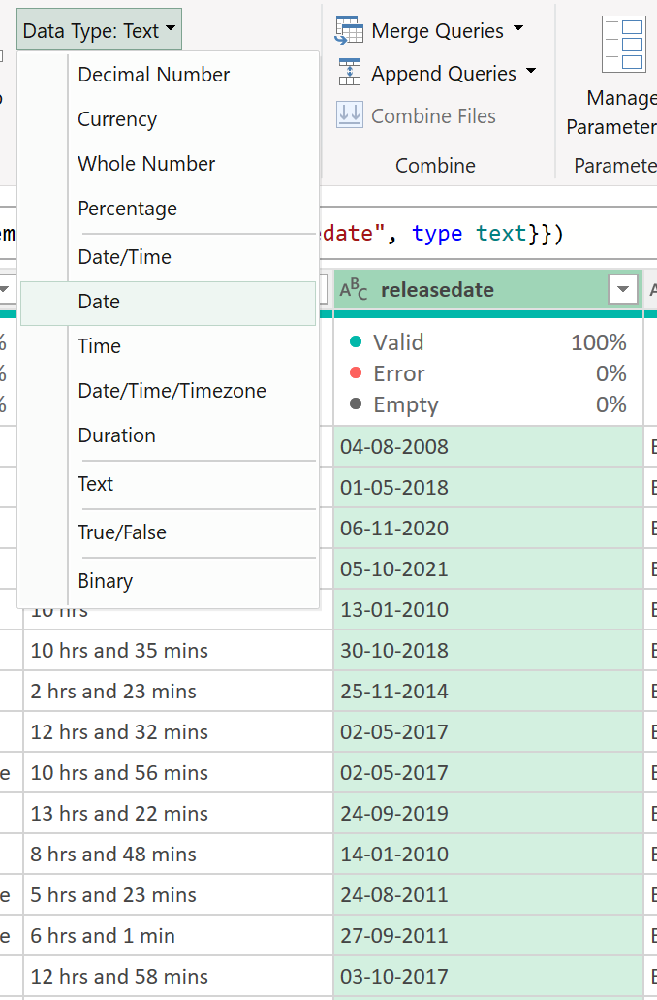 Data Type: Text
Decimal Number
Currency
Whole Number
Percentage
Date/Time
Date
Time
Date/Time/Timezone
Duration
Text
True/False
Binary
Merge Queries
Append Queries
Combine Files
Combine
Manage
Parameter
Paramete
edate", type text}})
ABC releasedate
Valid 100%
Error 0%
Empty 0%
04-08-2008
01-05-2018
06-11-2020
05-10-2021
10 hrs 13-01-2010
10 hrs and 35 mins 30-10-2018
2 hrs and 23 mins 25-11-2014
12 hrs and 32 mins 02-05-2017
e 10 hrs and 56 mins 02-05-2017
13 hrs and 22 mins 24-09-2019
8 hrs and 48 mins 14-01-2010
e 5 hrs and 23 mins 24-08-2011
e 6 hrs and 1 min 27-09-2011
12 hrs and 58 mins 03-10-2017